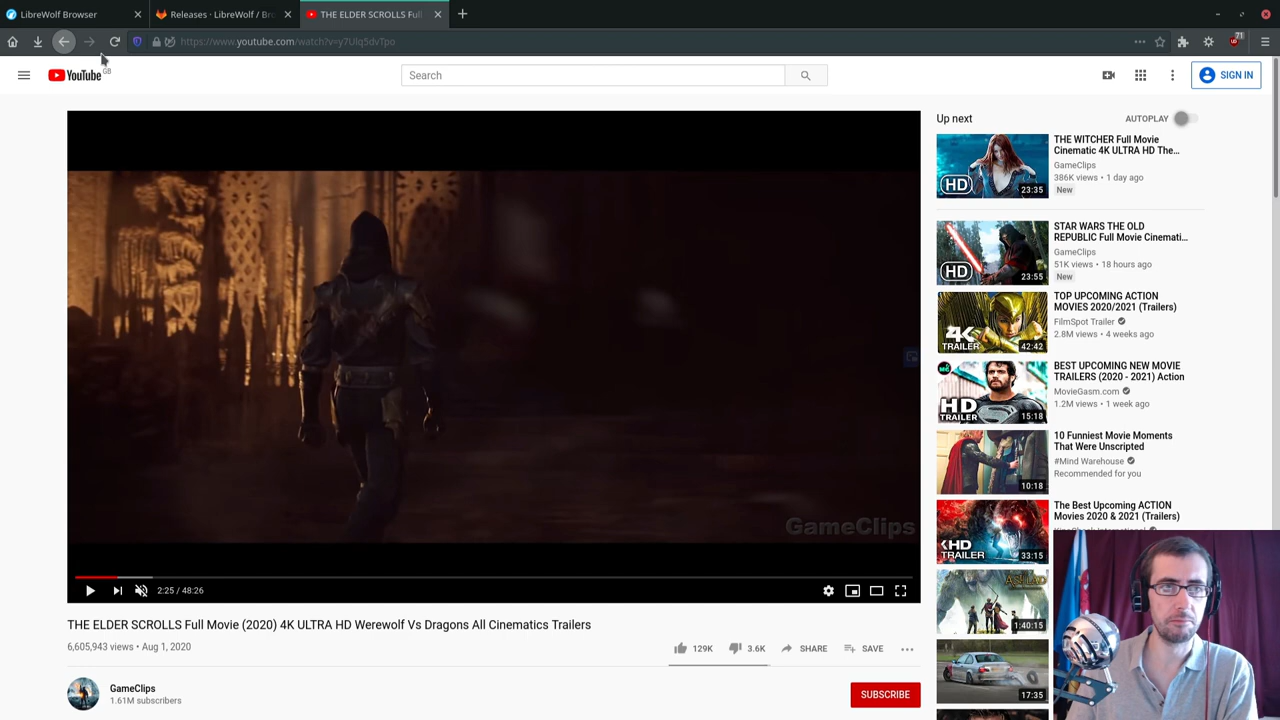 LibreWolf Browser
Releases · LibreWolf / Bro
THE ELDER SCROLLS Full
https://www.youtube.com/watch?v=y7Ulq5dvTpo
71
YouTube GB
Search
SIGN IN
Up next
AUTOPLAY
HD
23:35
THE WITCHER Full Movie
Cinematic 4K ULTRA HD The...
GameClips
386K views • 1 day ago
New
HD
23:55
STAR WARS THE OLD
REPUBLIC Full Movie Cinemati...
GameClips
51K views • 18 hours ago
New
4K
TRAILER
42:42
TOP UPCOMING ACTION
MOVIES 2020/2021 (Trailers)
FilmSpot Trailer
2.8M views • 4 weeks ago
HD
TRAILER
15:18
BEST UPCOMING NEW MOVIE
TRAILERS (2020 - 2021) Action
MovieGasm.com
1.2M views • 1 week ago
10:18
10 Funniest Movie Moments
That Were Unscripted
#Mind Warehouse
Recommended for you
HD
TRAILER
33:15
The Best Upcoming ACTION
Movies 2020 & 2021 (Trailers)
1:40:15
17:35
GameClips
2:25 / 48:26
THE ELDER SCROLLS Full Movie (2020) 4K ULTRA HD Werewolf Vs Dragons All Cinematics Trailers
6,605,943 views • Aug 1, 2020
129K
3.6K
SHARE
SAVE
GameClips
1.61M subscribers
SUBSCRIBE